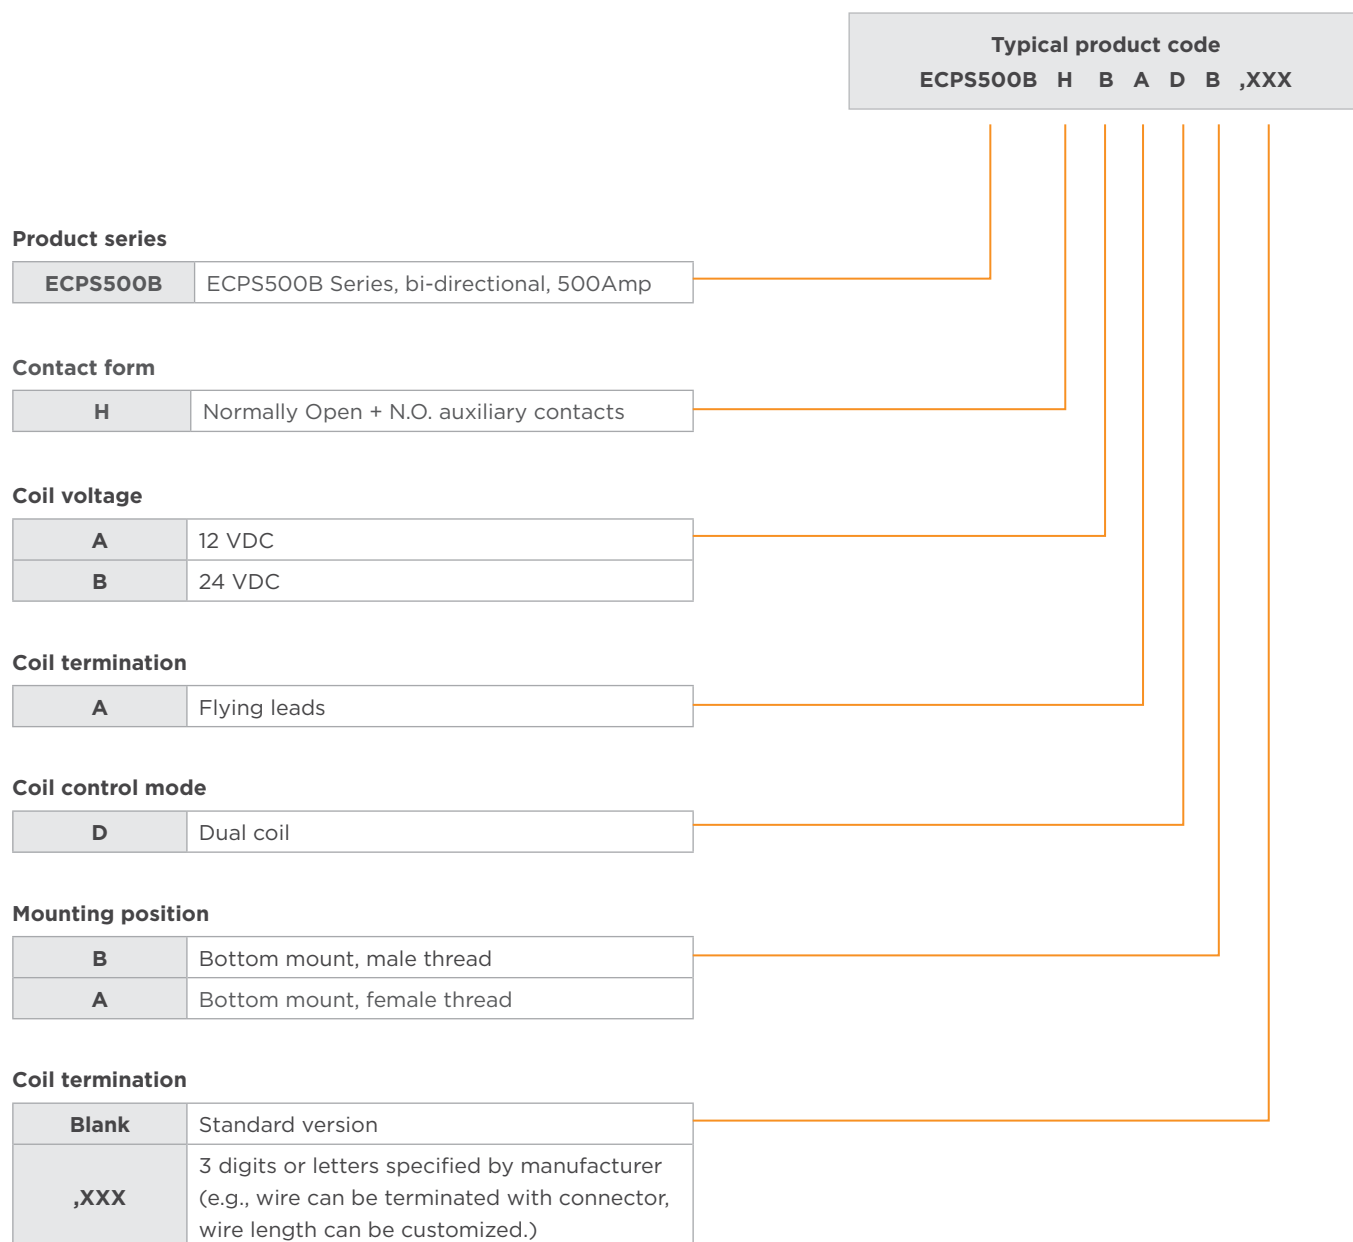 Typical product code
ECPS500B H B A D B ,XXX
Product series
ECPS500B ECPS500B Series, bi-directional, 500Amp
Contact form
H Normally Open + N.O. auxiliary contacts
Coil voltage
A 12 VDC
B 24 VDC
Coil termination
A Flying leads
Coil control mode
D Dual coil
Mounting position
B Bottom mount, male thread
A Bottom mount, female thread
Coil termination
Blank Standard version
,XXX 3 digits or letters specified by manufacturer
(e.g., wire can be terminated with connector,
wire length can be customized.)